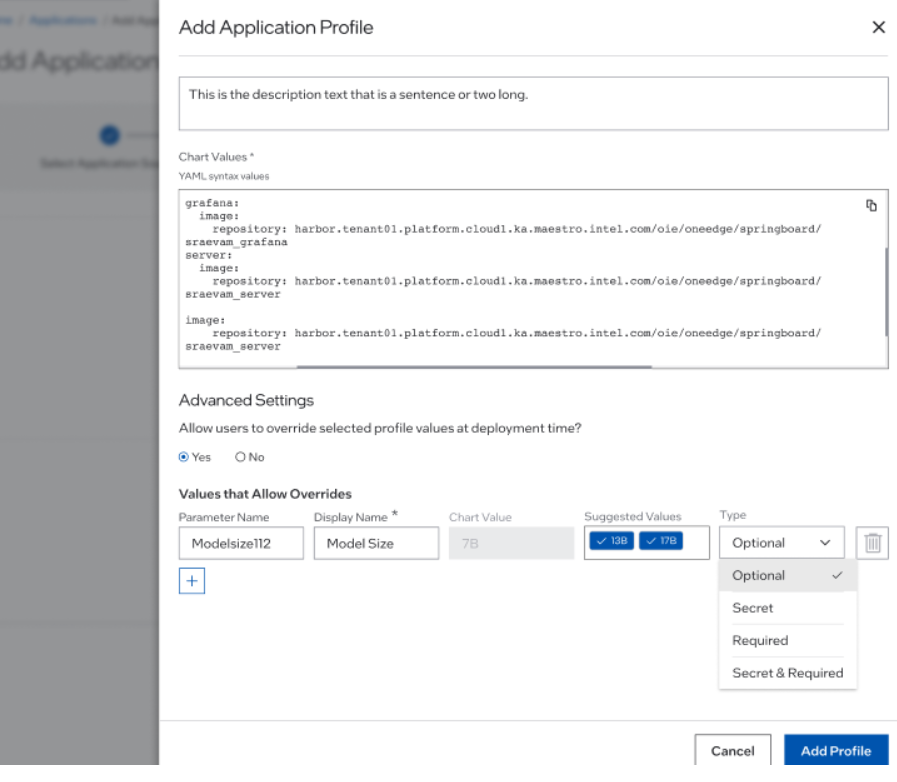 Applications / Add App
dd Application
Select Application Sou
Add Application Profile
This is the description text that is a sentence or two long.
Chart Values *
YAML syntax values
grafana:
  image:
    repository: harbor.tenant01.platform.cloud1.ka.maestro.intel.com/oie/oneedge/springboard/
sraevam_grafana
server:
  image:
    repository: harbor.tenant01.platform.cloud1.ka.maestro.intel.com/oie/oneedge/springboard/
sraevam_server
image:
    repository: harbor.tenant01.platform.cloud1.ka.maestro.intel.com/oie/oneedge/springboard/
sraevam_server
Advanced Settings
Allow users to override selected profile values at deployment time?
Yes No
Values that Allow Overrides
Parameter Name Display Name * Chart Value Suggested Values Type
Modelsize112 Model Size 7B 13B 17B Optional
Optional
Secret
Required
Secret & Required
Cancel Add Profile